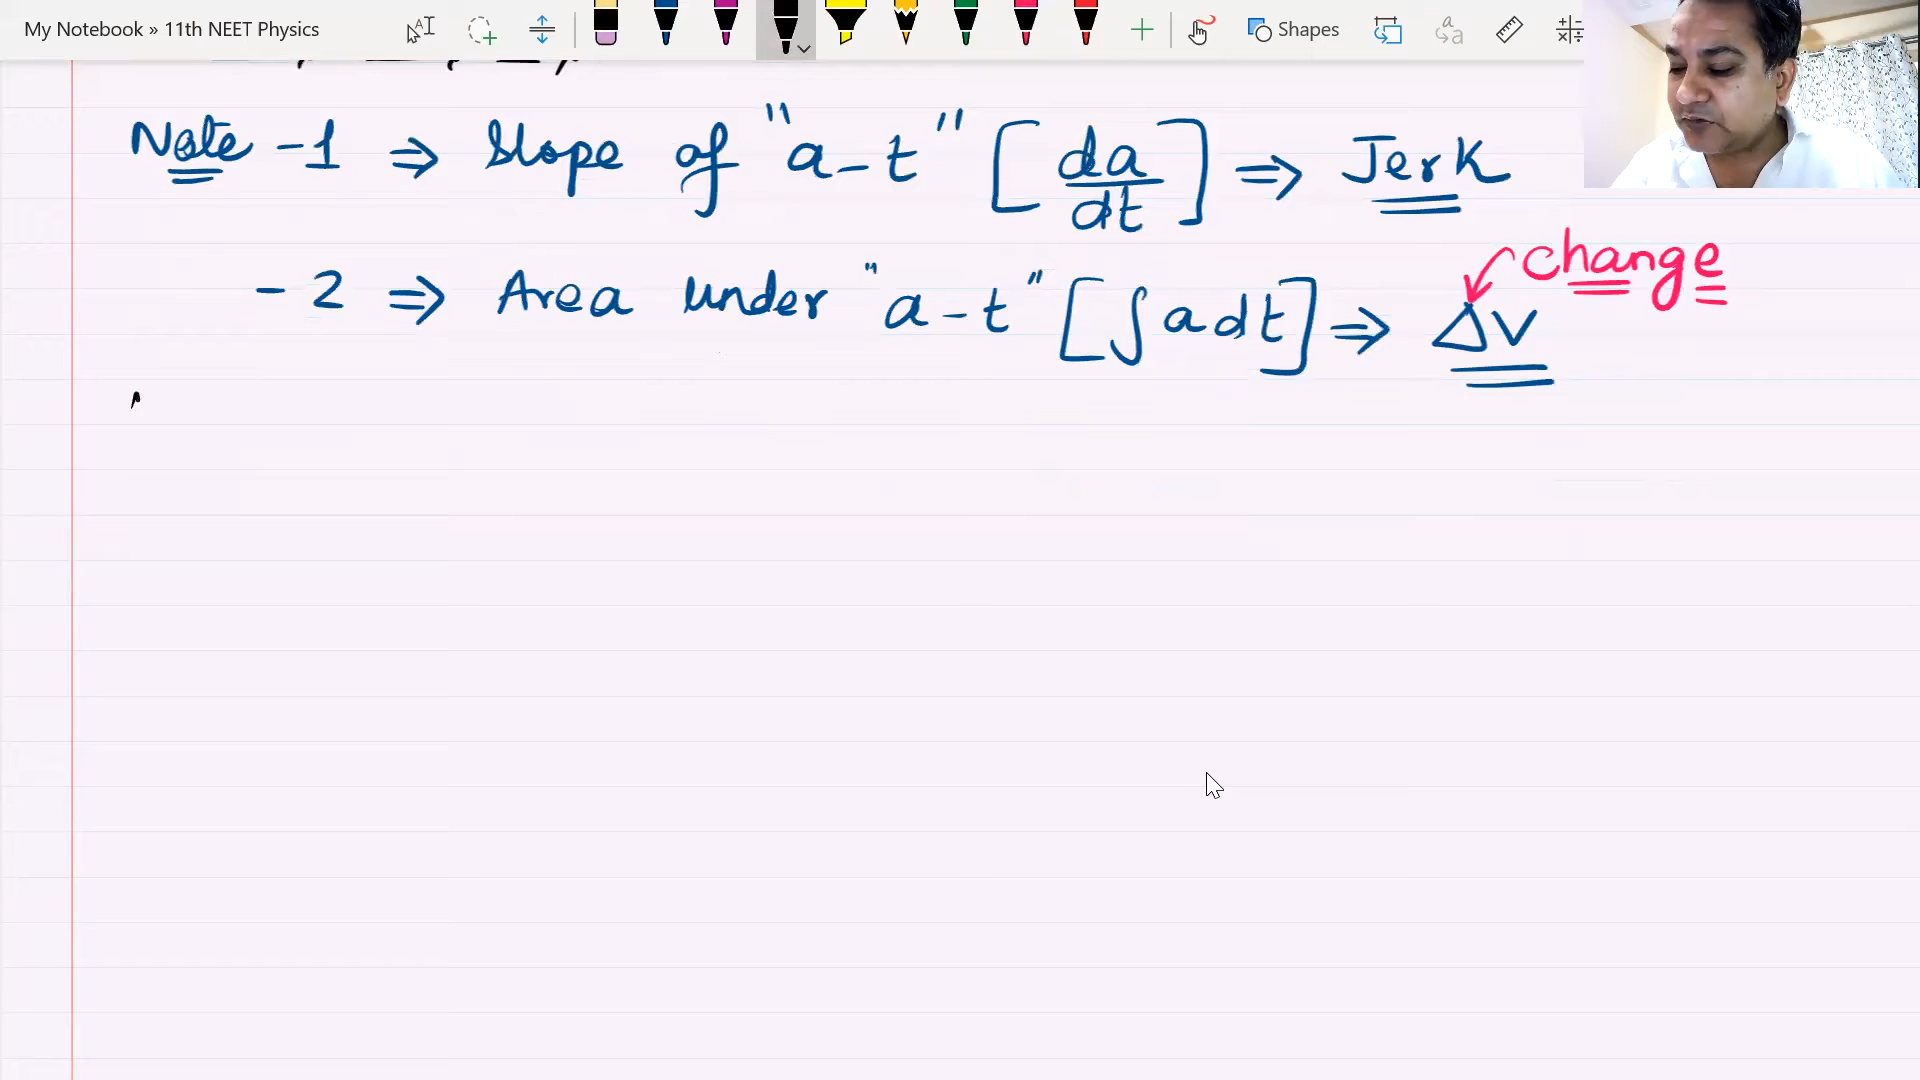 My Notebook » 11th NEET Physics
Shapes
Note -1 ⇒ Slope of "a-t" [da/dt] ⇒ Jerk
change
-2 ⇒ Area under "a-t" [∫adt] ⇒ ΔV